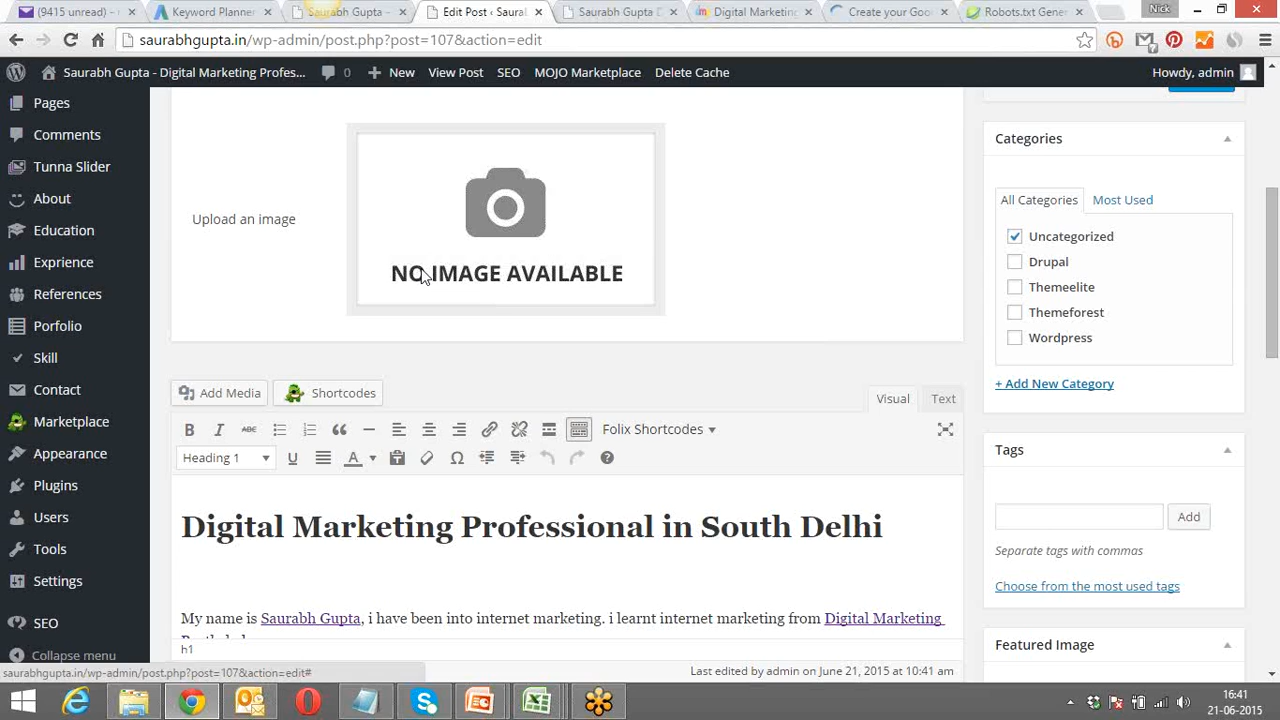 (9415 unread) -
Keyword Planner
Saurabh Gupta -
Edit Post ‹ Saura
Saurabh Gupta D
Digital Marketing
Create your Goo
Robots.txt Gener
Nick
saurabhgupta.in/wp-admin/post.php?post=107&action=edit
Saurabh Gupta - Digital Marketing Profes...
0
New
View Post
SEO
MOJO Marketplace
Delete Cache
Howdy, admin
Pages
Comments
Tunna Slider
About
Education
Exprience
References
Porfolio
Skill
Contact
Marketplace
Appearance
Plugins
Users
Tools
Settings
SEO
Collapse menu
Upload an image
NO IMAGE AVAILABLE
Add Media
Shortcodes
Visual
Text
B I ABC
Folix Shortcodes
Heading 1
U
A
Digital Marketing Professional in South Delhi
My name is Saurabh Gupta, i have been into internet marketing. i learnt internet marketing from Digital Marketing
h1
Last edited by admin on June 21, 2015 at 10:41 am
Categories
All Categories
Most Used
Uncategorized
Drupal
Themeelite
Themeforest
Wordpress
+ Add New Category
Tags
Add
Separate tags with commas
Choose from the most used tags
Featured Image
saurabhgupta.in/wp-admin/post.php?post=107&action=edit#
16:41
21-06-2015